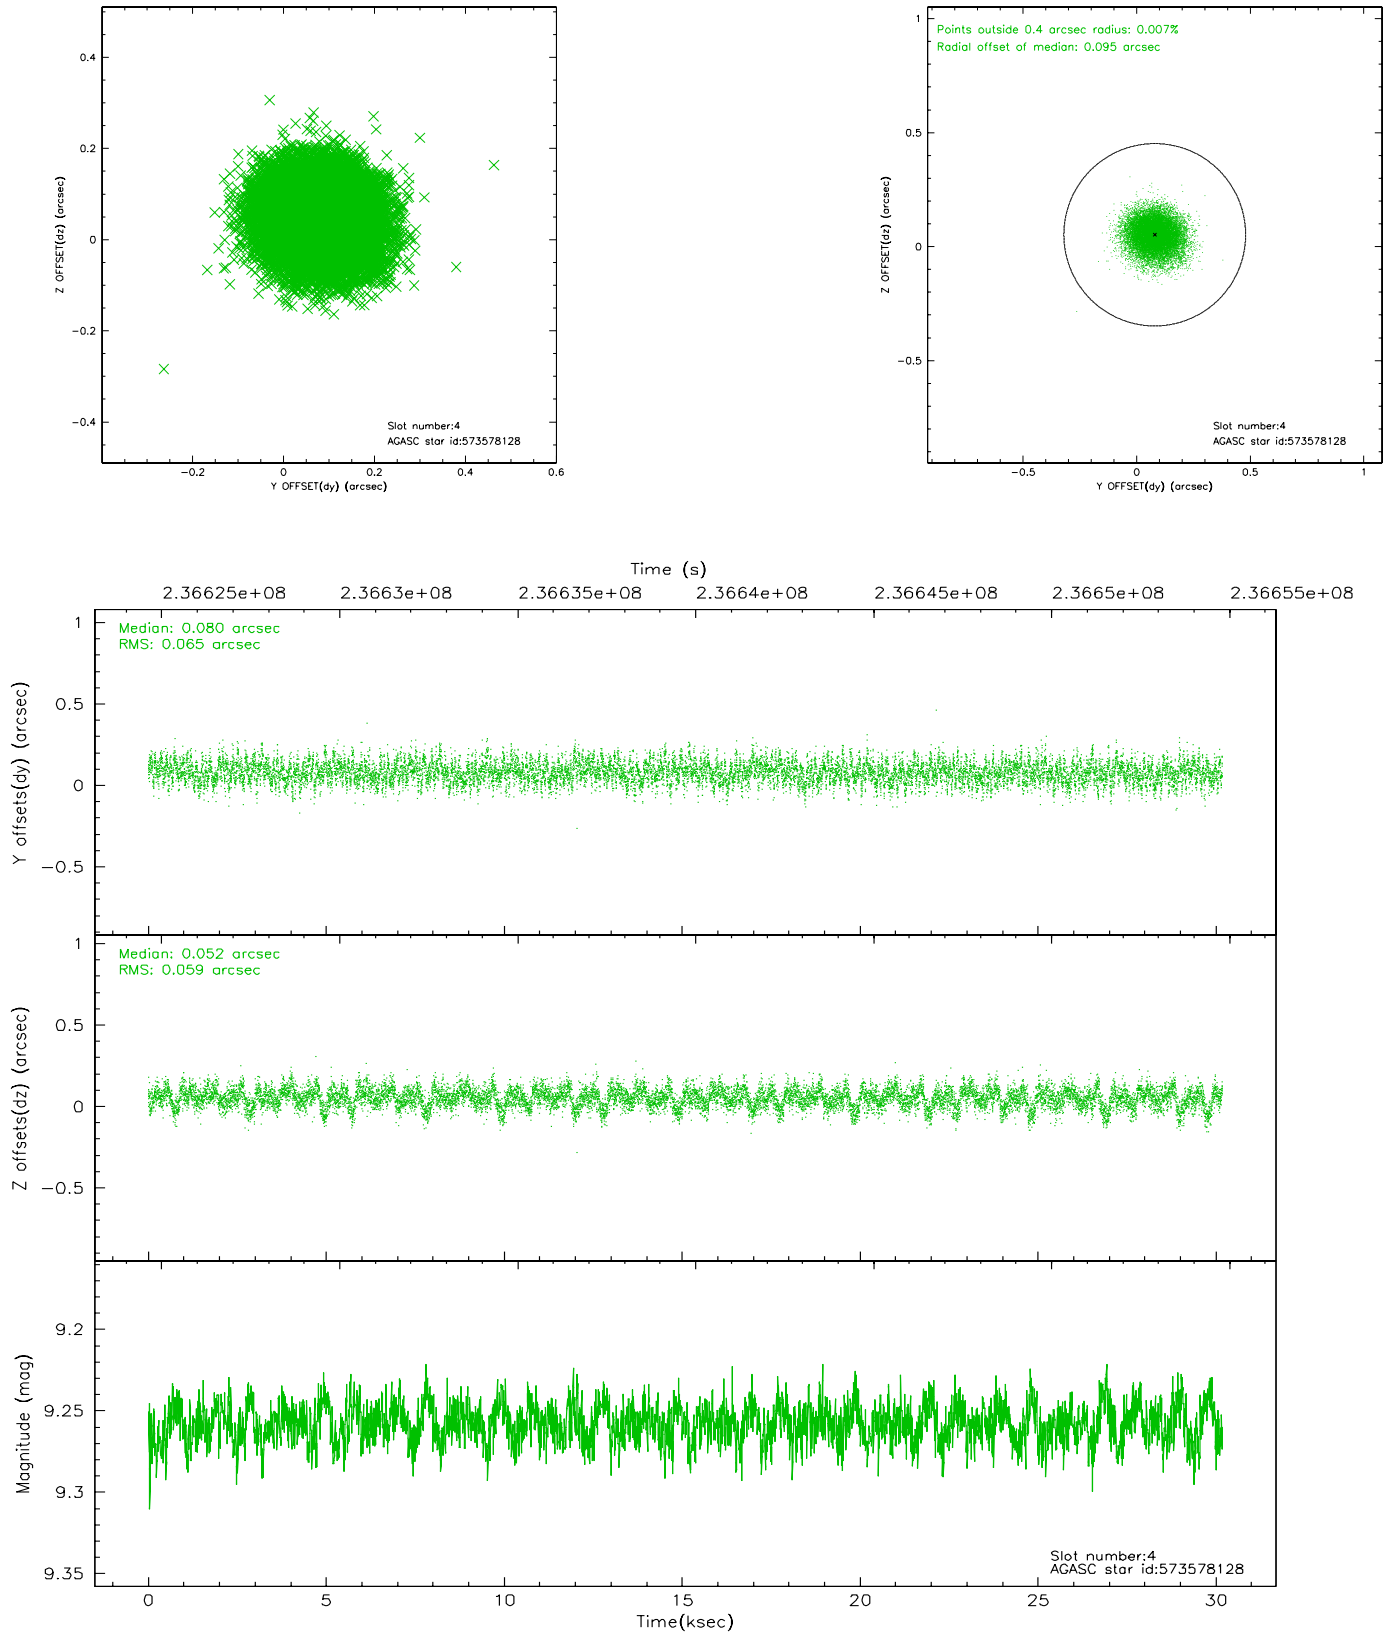 0.4
0.2
0
−0.2
−0.4
Z OFFSET(dz) (arcsec)
Slot number:4
AGASC star id:573578128
−0.2 0 0.2 0.4 0.6
Y OFFSET(dy) (arcsec)
Points outside 0.4 arcsec radius: 0.007%
Radial offset of median: 0.095 arcsec
1
0.5
0
−0.5
Z OFFSET(dz) (arcsec)
Slot number:4
AGASC star id:573578128
−0.5 0 0.5 1
Y OFFSET(dy) (arcsec)
Time (s)
2.36625e+08 2.3663e+08 2.36635e+08 2.3664e+08 2.36645e+08 2.3665e+08 2.36655e+08
Median: 0.080 arcsec
RMS: 0.065 arcsec
1
0.5
0
−0.5
Y offsets(dy) (arcsec)
Median: 0.052 arcsec
RMS: 0.059 arcsec
1
0.5
0
−0.5
Z offsets(dz) (arcsec)
9.2
9.25
9.3
9.35
Magnitude (mag)
Slot number:4
AGASC star id:573578128
0 5 10 15 20 25 30
Time(ksec)